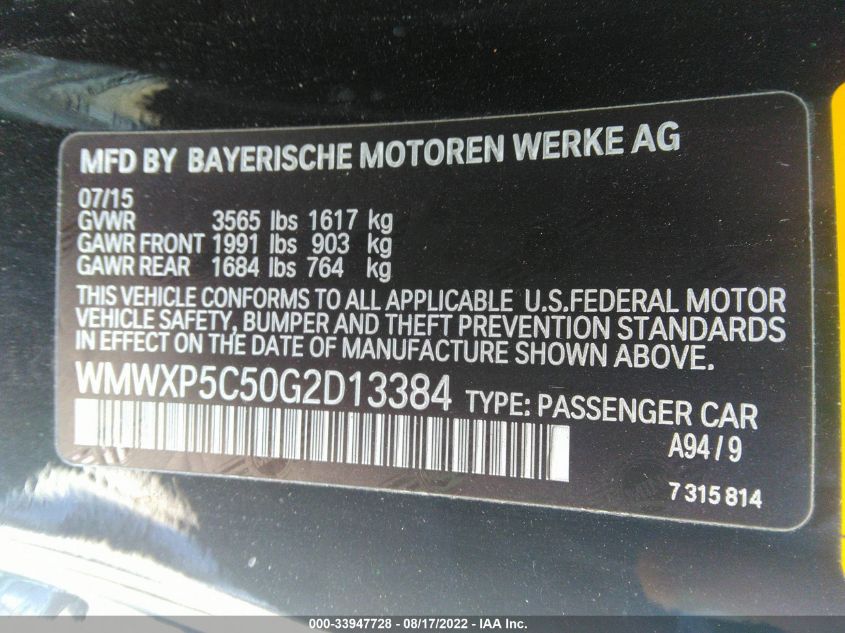 MFD BY BAYERISCHE MOTOREN WERKE AG
07/15
GVWR 3565 lbs 1617 kg
GAWR FRONT 1991 lbs 903 kg
GAWR REAR 1684 lbs 764 kg
THIS VEHICLE CONFORMS TO ALL APPLICABLE U.S.FEDERAL MOTOR
VEHICLE SAFETY, BUMPER AND THEFT PREVENTION STANDARDS
IN EFFECT ON THE DATE OF MANUFACTURE SHOWN ABOVE.
WMWXP5C50G2D13384 TYPE: PASSENGER CAR
A94/9
7 315 814
000-33947728 - 08/17/2022 - IAA Inc.